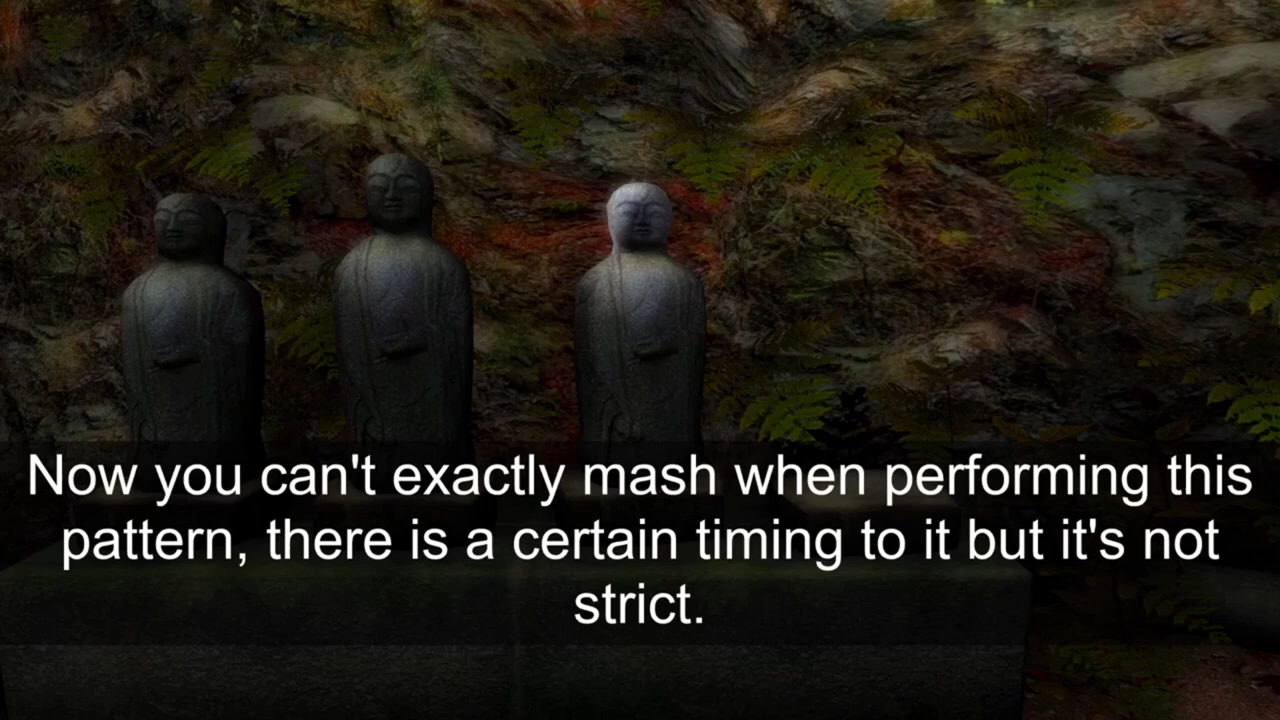 Now you can't exactly mash when performing this
pattern, there is a certain timing to it but it's not
strict.